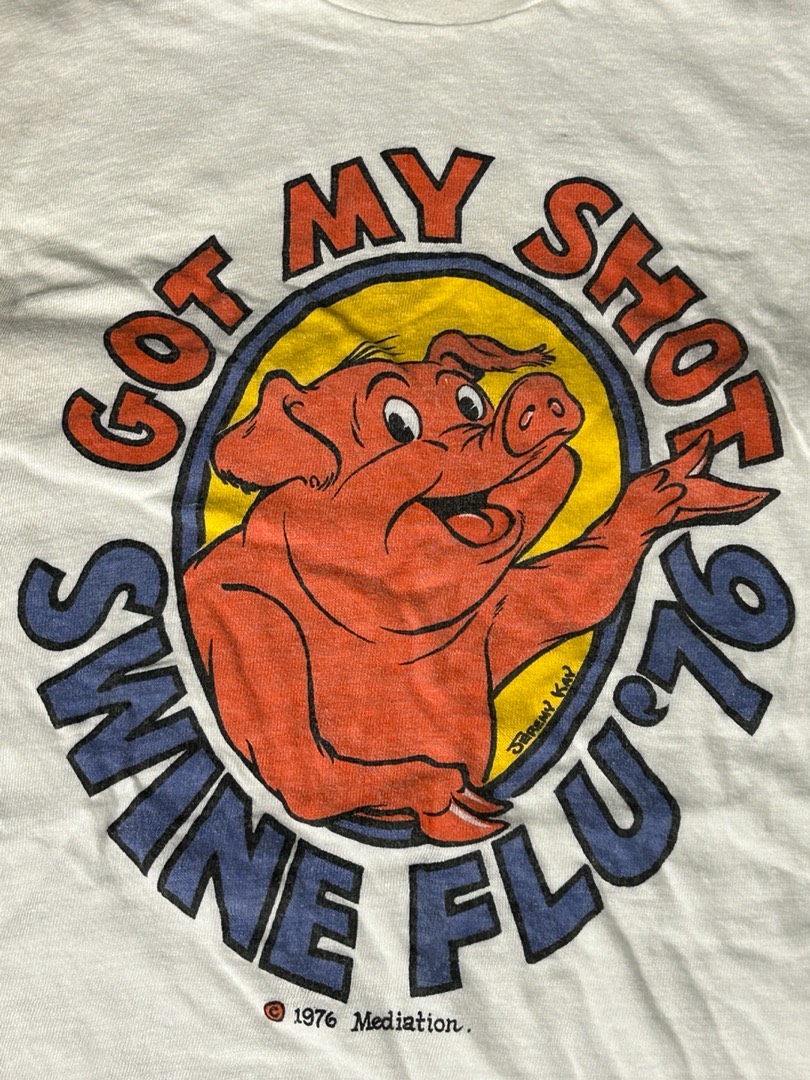 GOT MY SHOT
SWINE FLU '76
JEREMY KAY
© 1976 Mediation.